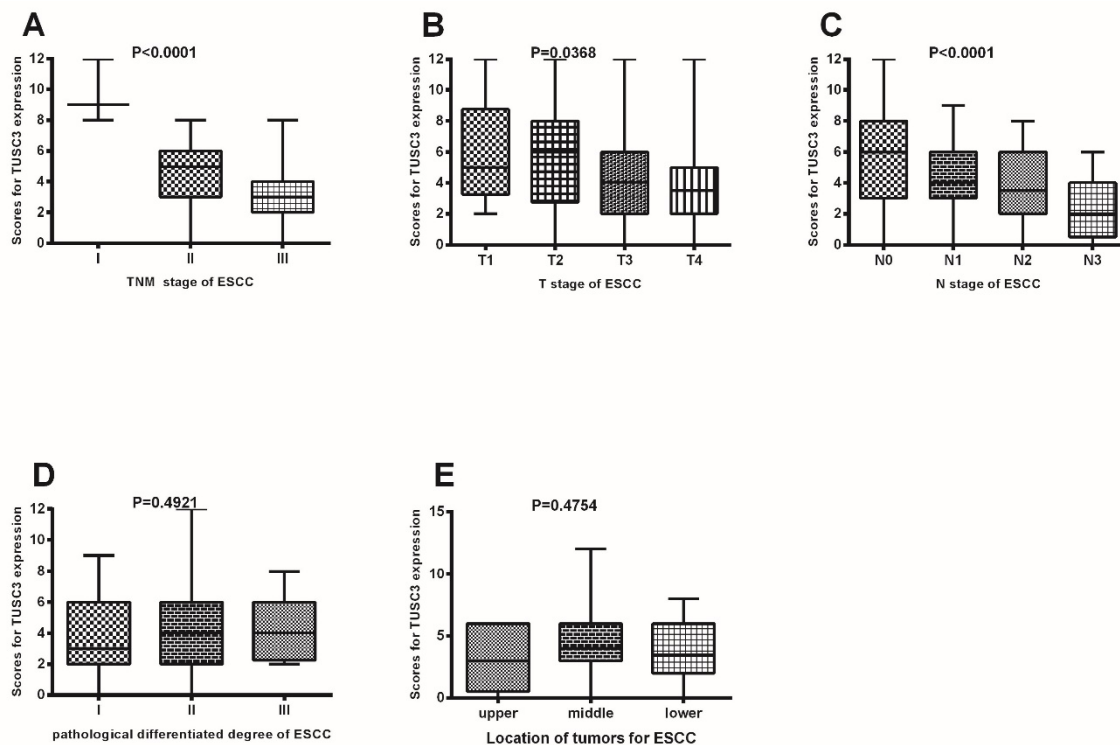 A
P<0.0001
Scores for TUSC3 expression
12
10
8
6
4
2
0
I II III
TNM stage of ESCC
B
P=0.0368
Scores for TUSC3 expression
12
10
8
6
4
2
0
T1 T2 T3 T4
T stage of ESCC
C
P<0.0001
Scores for TUSC3 expression
12
10
8
6
4
2
0
N0 N1 N2 N3
N stage of ESCC
D
P=0.4921
Scores for TUSC3 expression
12
10
8
6
4
2
0
I II III
pathological differentiated degree of ESCC
E
P=0.4754
Scores for TUSC3 expression
15
10
5
0
upper middle lower
Location of tumors for ESCC